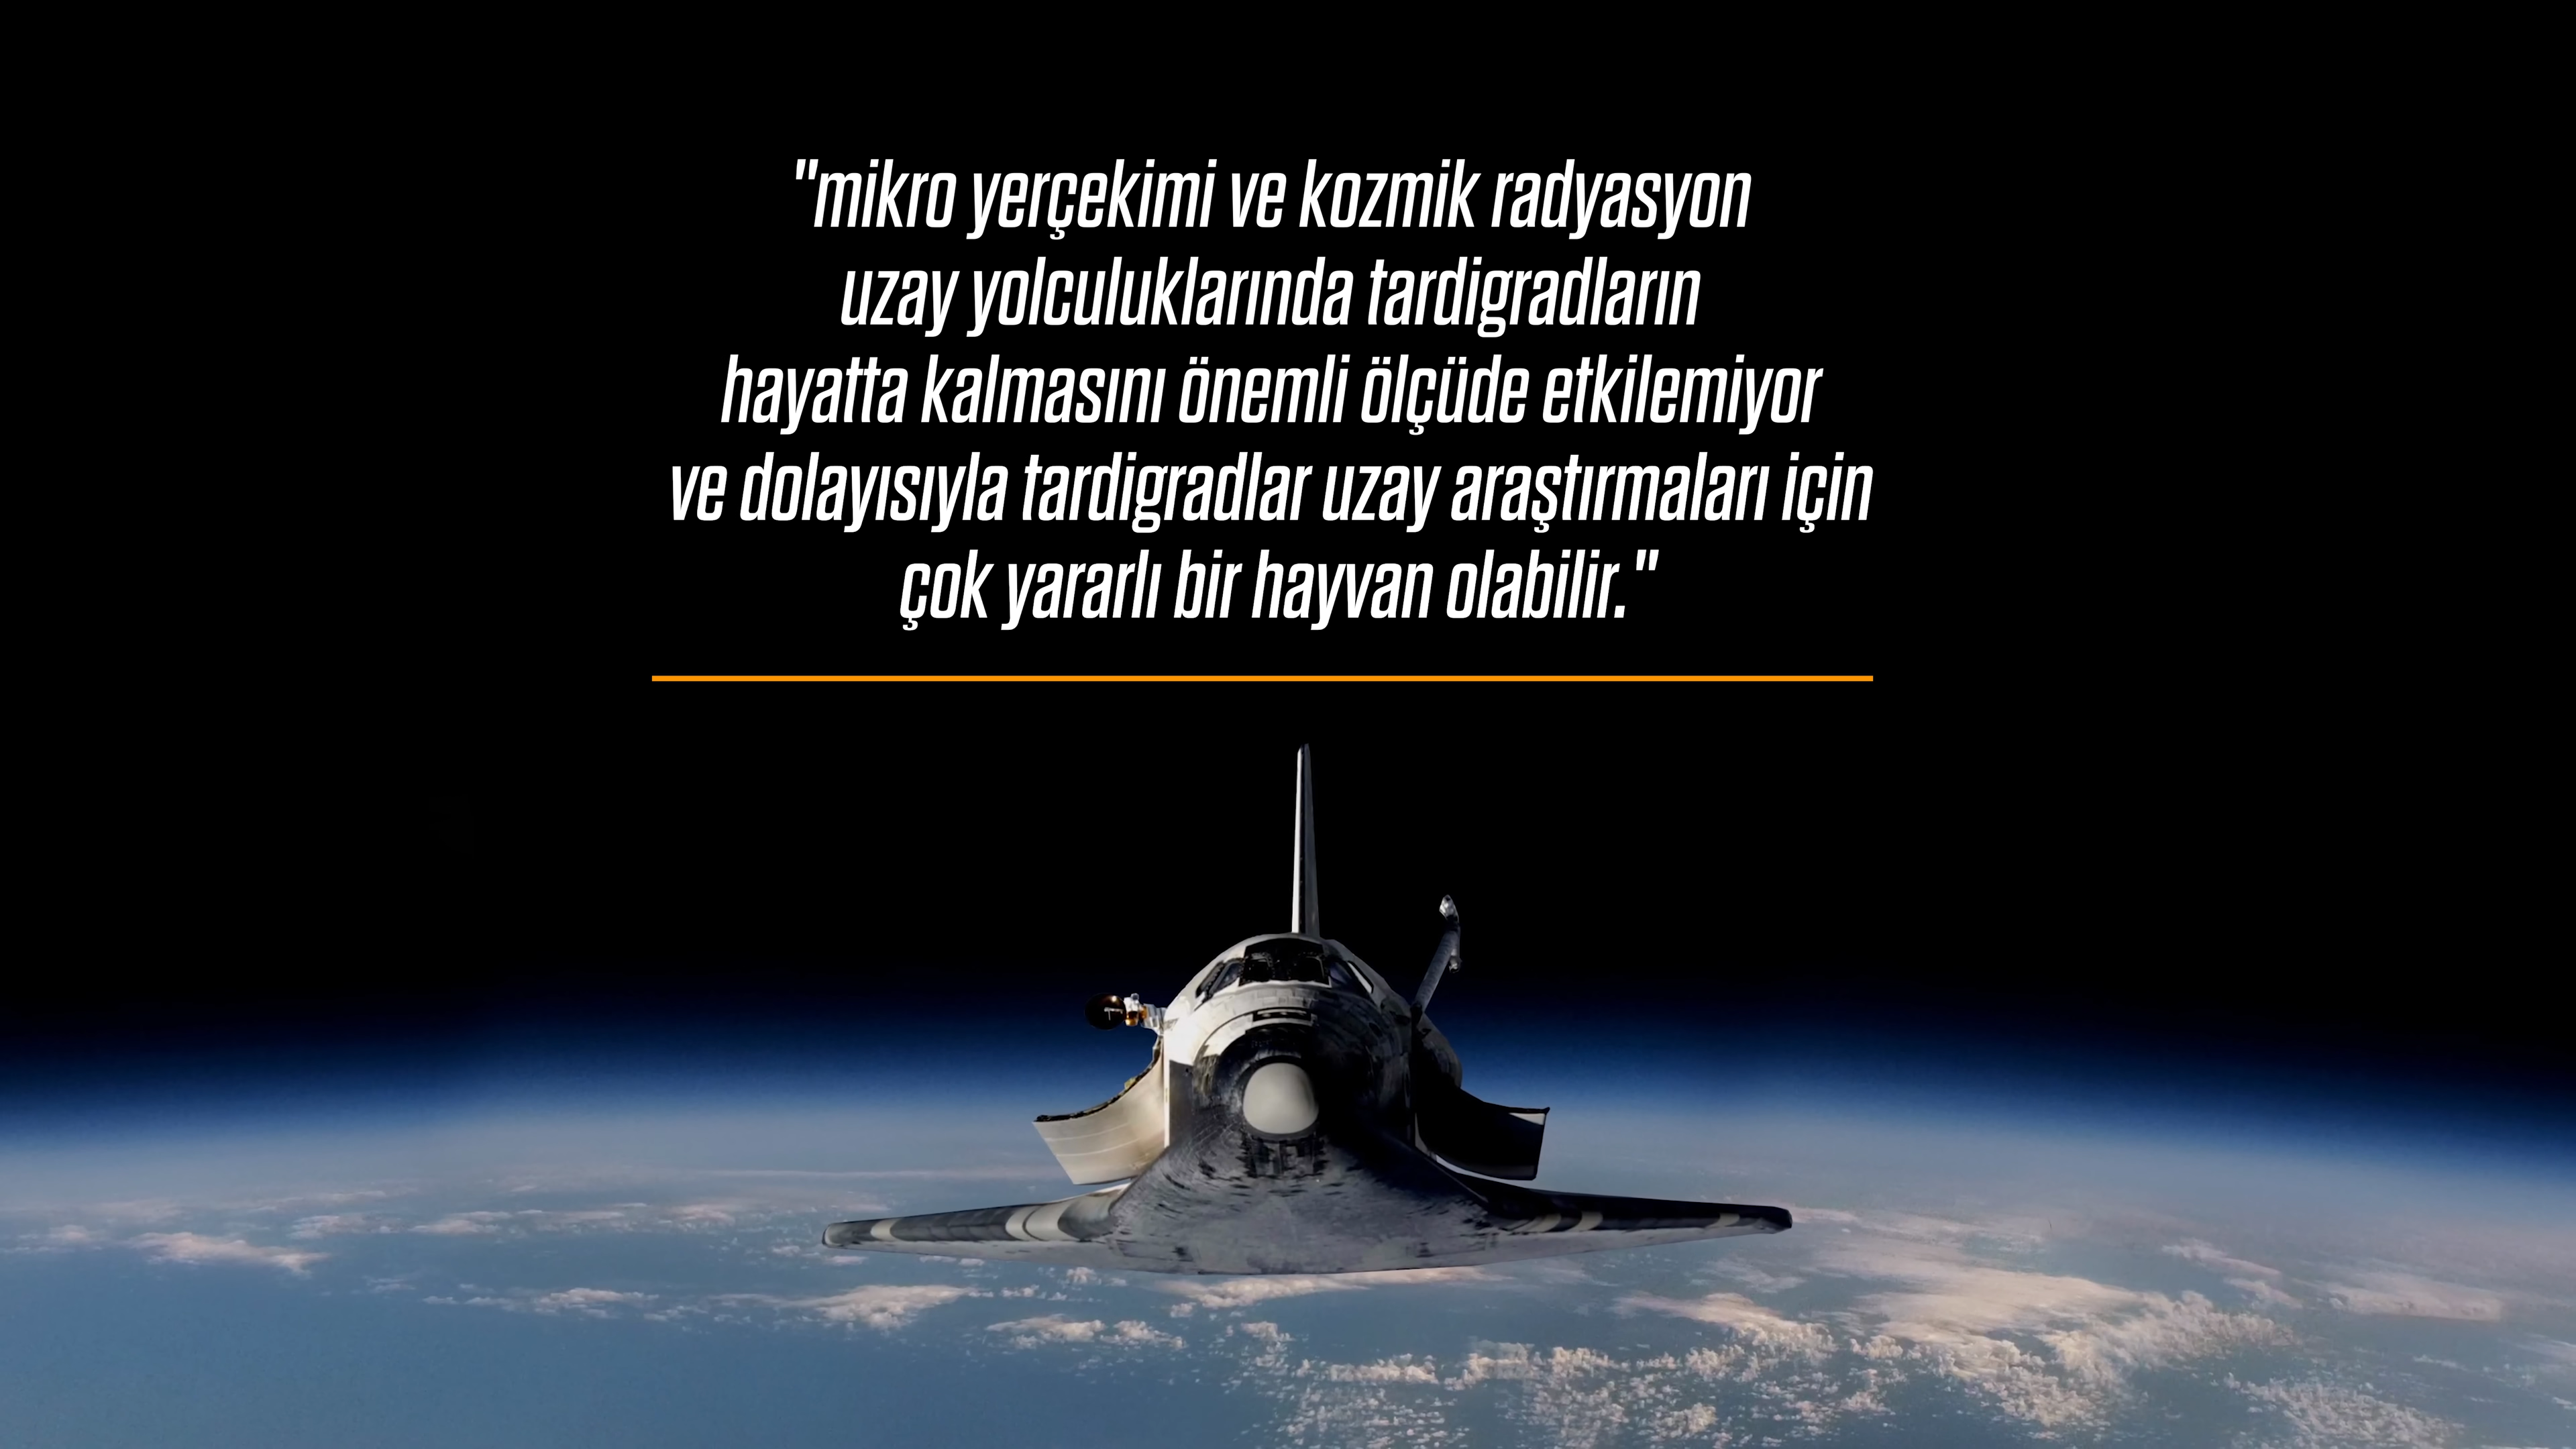 "mikro yerçekimi ve kozmik radyasyon
uzay yolculuklarında tardigradların
hayatta kalmasını önemli ölçüde etkilemiyor
ve dolayısıyla tardigradlar uzay araştırmaları için
çok yararlı bir hayvan olabilir."